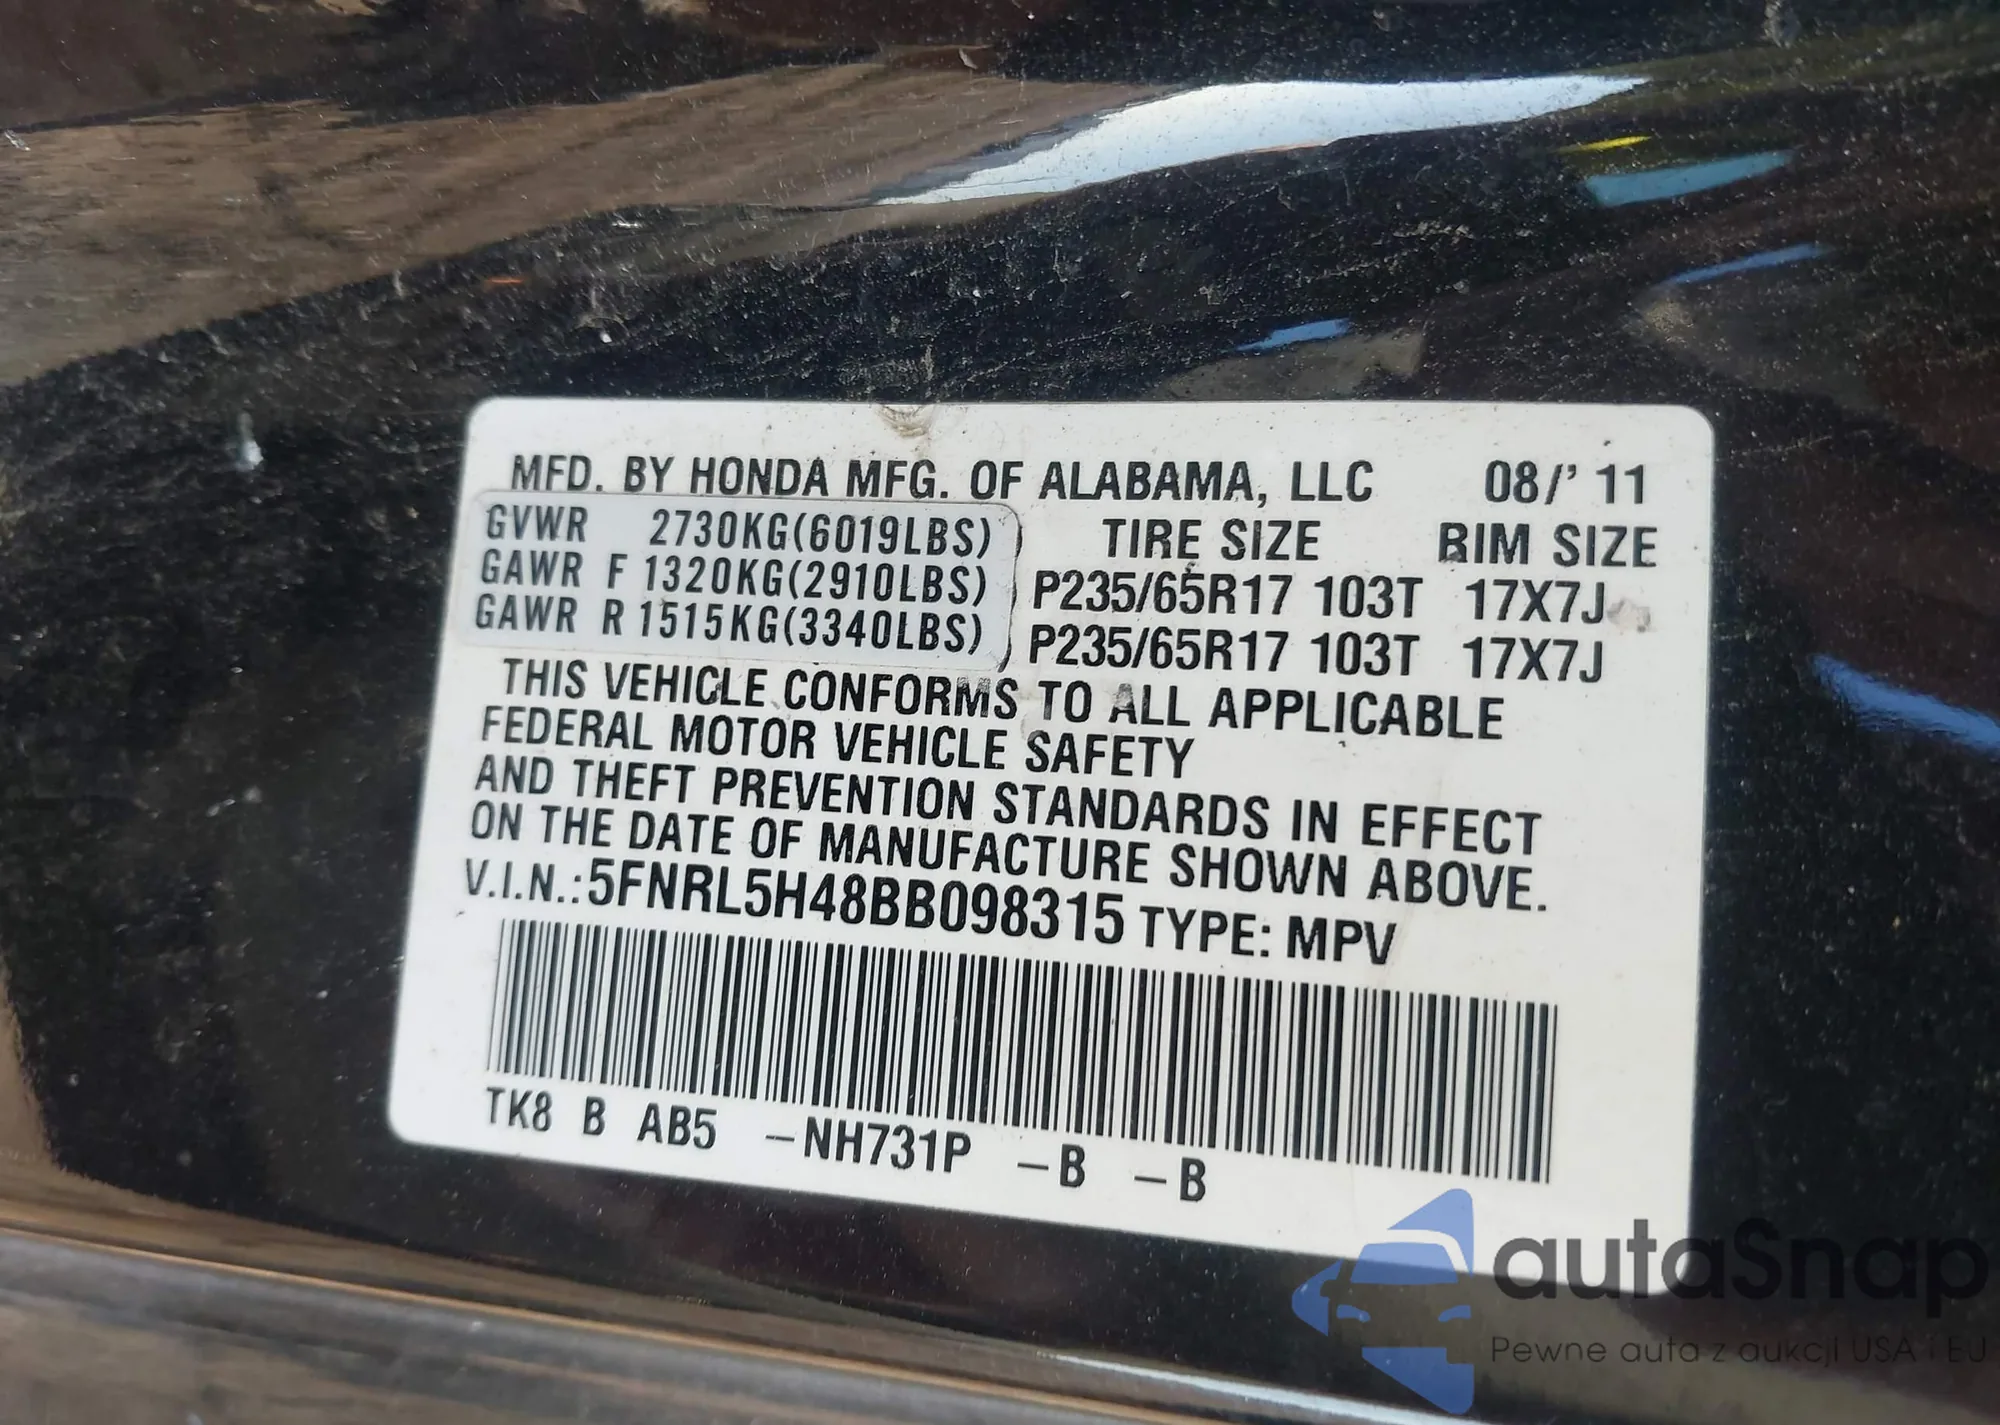 MFD. BY HONDA MFG. OF ALABAMA, LLC 08/' 11
GVWR 2730KG(6019LBS) TIRE SIZE RIM SIZE
GAWR F 1320KG(2910LBS) P235/65R17 103T 17X7J
GAWR R 1515KG(3340LBS) P235/65R17 103T 17X7J
THIS VEHICLE CONFORMS TO ALL APPLICABLE
FEDERAL MOTOR VEHICLE SAFETY
AND THEFT PREVENTION STANDARDS IN EFFECT
ON THE DATE OF MANUFACTURE SHOWN ABOVE.
V.I.N.:5FNRL5H48BB098315 TYPE: MPV
TK8 B AB5 -NH731P -B -B
autaSnap
Pewne auta z aukcji USA i EU